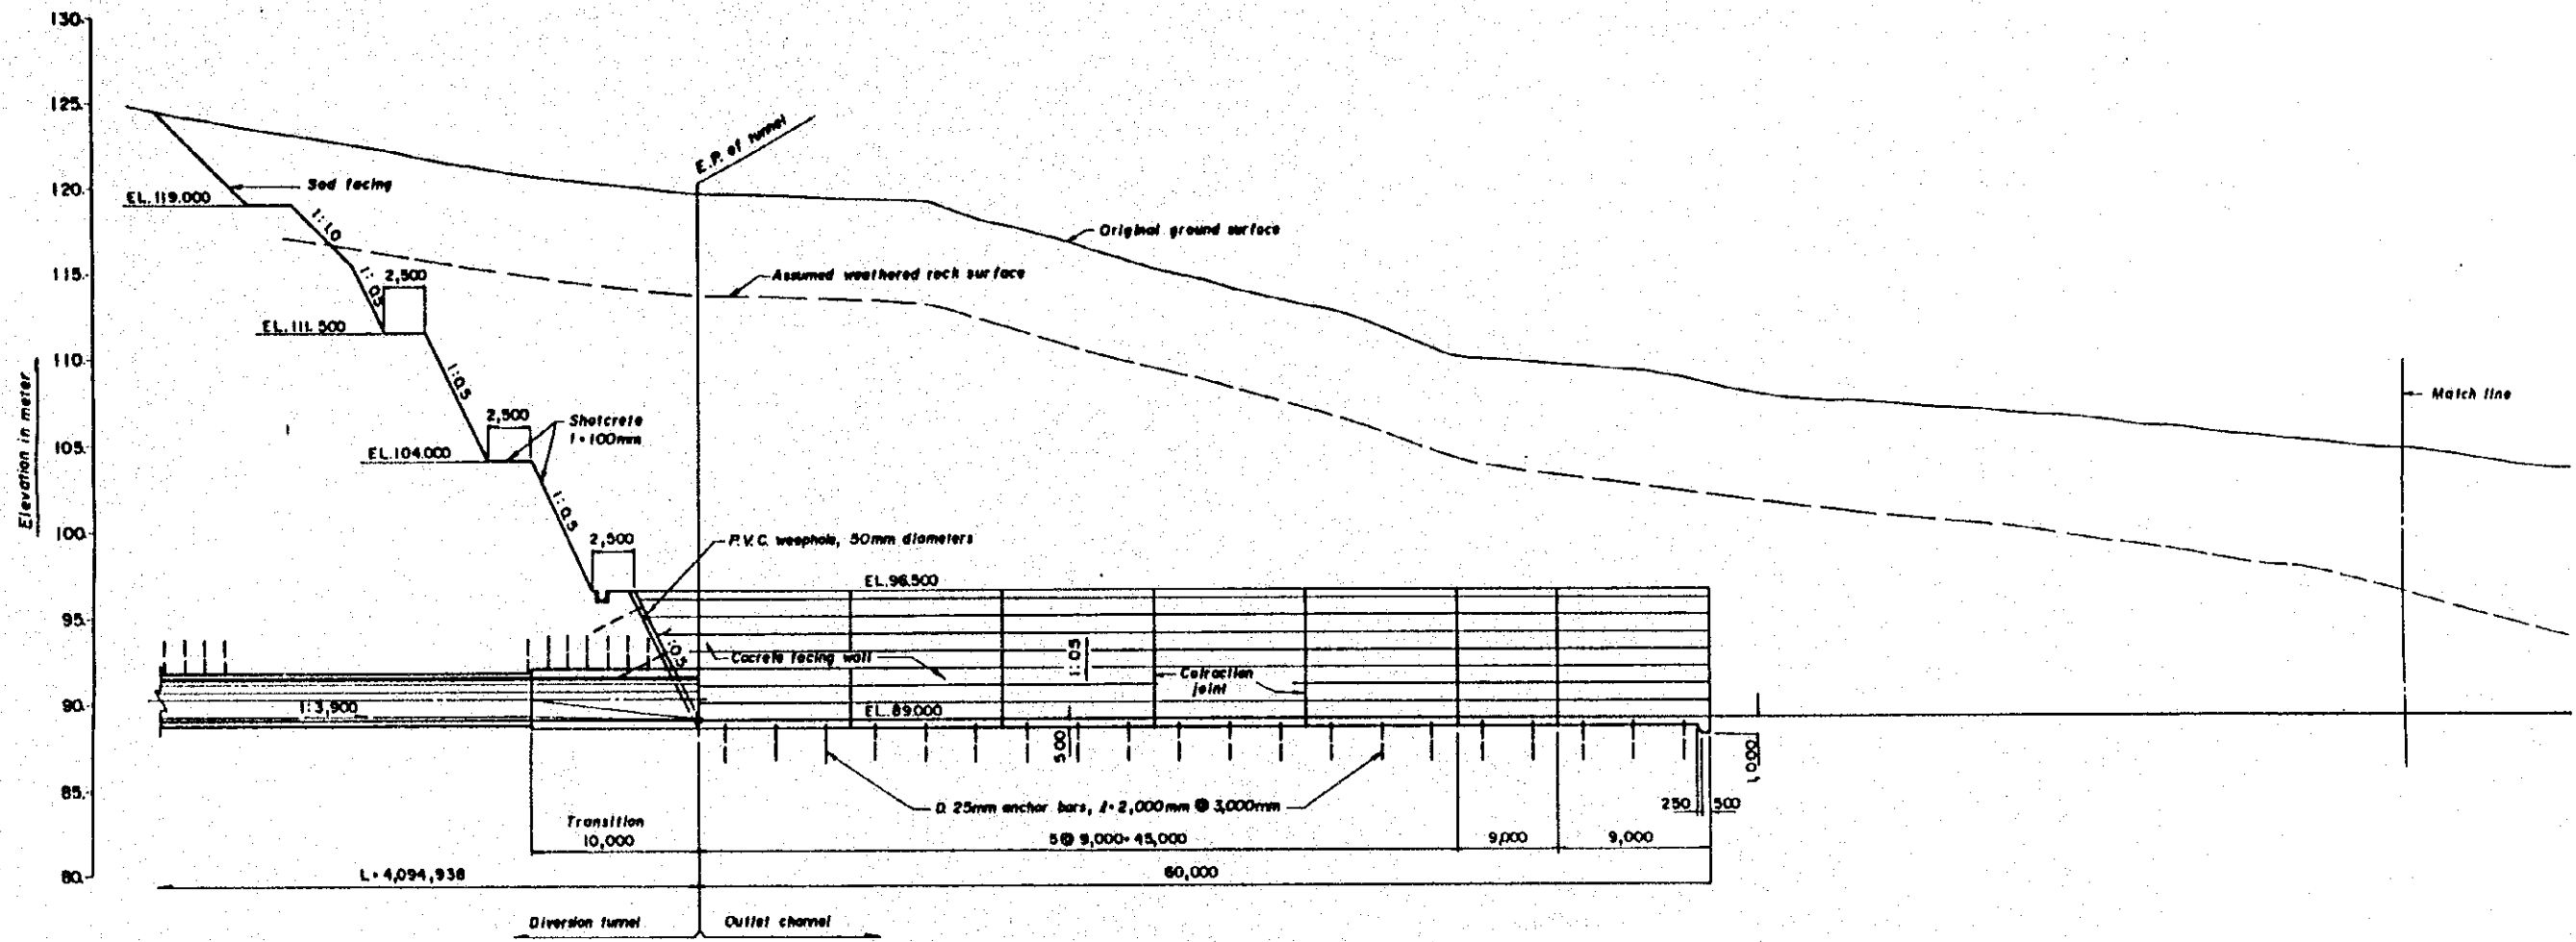 130.
125.
120.
115.
110.
105.
100.
95.
90.
85.
80.
Elevation in meter
E.P. of tunnel
Sod facing
EL. 119.000
1:1.0
Original ground surface
1:0.5
2,500
Assumed weathered rock surface
EL. 111.500
1:0.5
Match line
2,500
Shotcrete
t=100mm
EL.104.000
1:0.5
2,500
P.V.C. weephole, 50mm diameters
EL.96.500
1:0.5
Cocrete facing wall
1:0.5
Cotraction
joint
1:3,900
EL.89.000
500
1,000
D. 25mm anchor bars, l=2,000mm @ 3,000mm
250
500
Transition
10,000
5@ 9,000=45,000
9,000
9,000
L=4,094,938
60,000
Diversion tunnel
Outlet channel